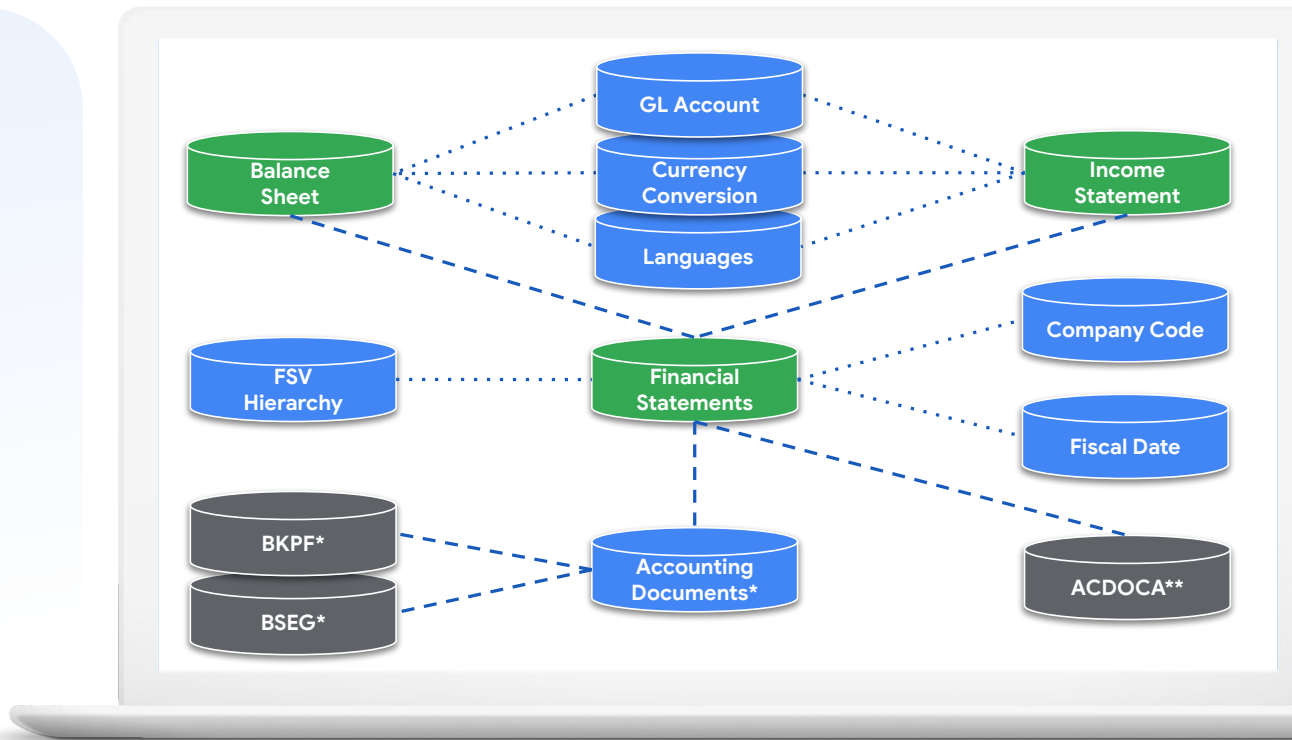 GL Account
Balance
Sheet
Currency
Conversion
Income
Statement
Languages
Company Code
FSV
Hierarchy
Financial
Statements
Fiscal Date
BKPF*
Accounting
Documents*
ACDOCA**
BSEG*